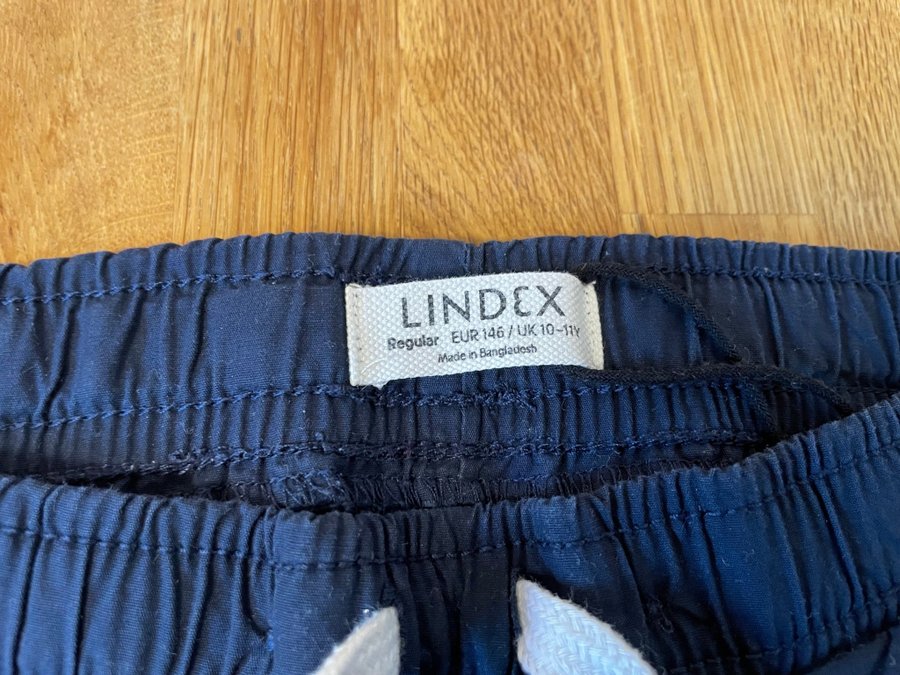 LINDEX
Regular EUR 146 / UK 10-11Y
Made in Bangladesh